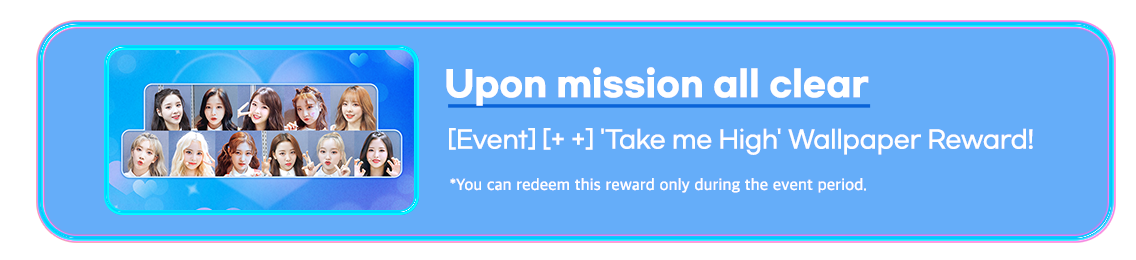 Upon mission all clear
[Event] [+ +] 'Take me High' Wallpaper Reward!
*You can redeem this reward only during the event period.